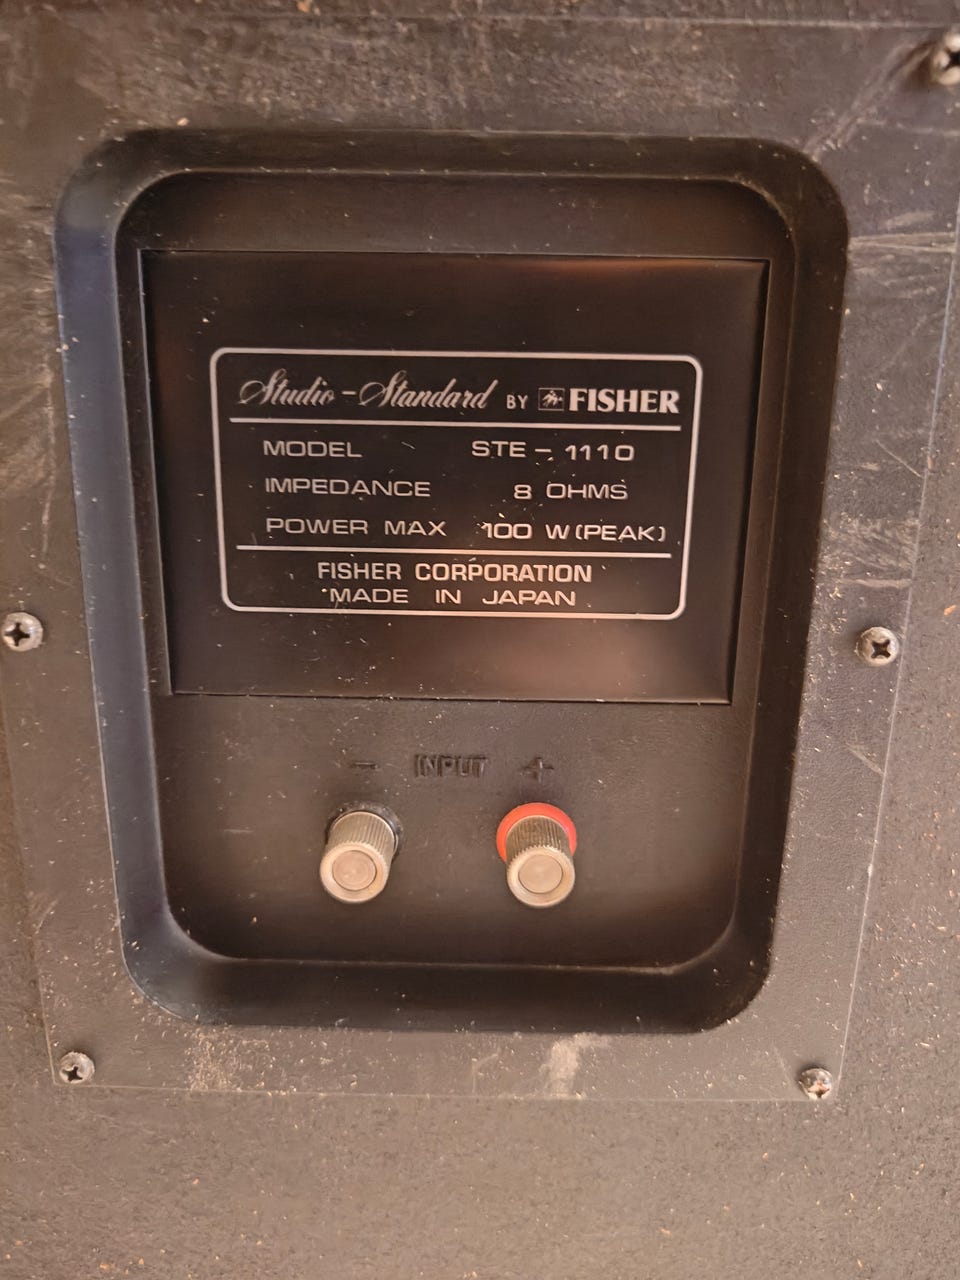 Studio-Standard BY FISHER
MODEL STE-1110
IMPEDANCE 8 OHMS
POWER MAX 100 W (PEAK)
FISHER CORPORATION
MADE IN JAPAN
- INPUT +